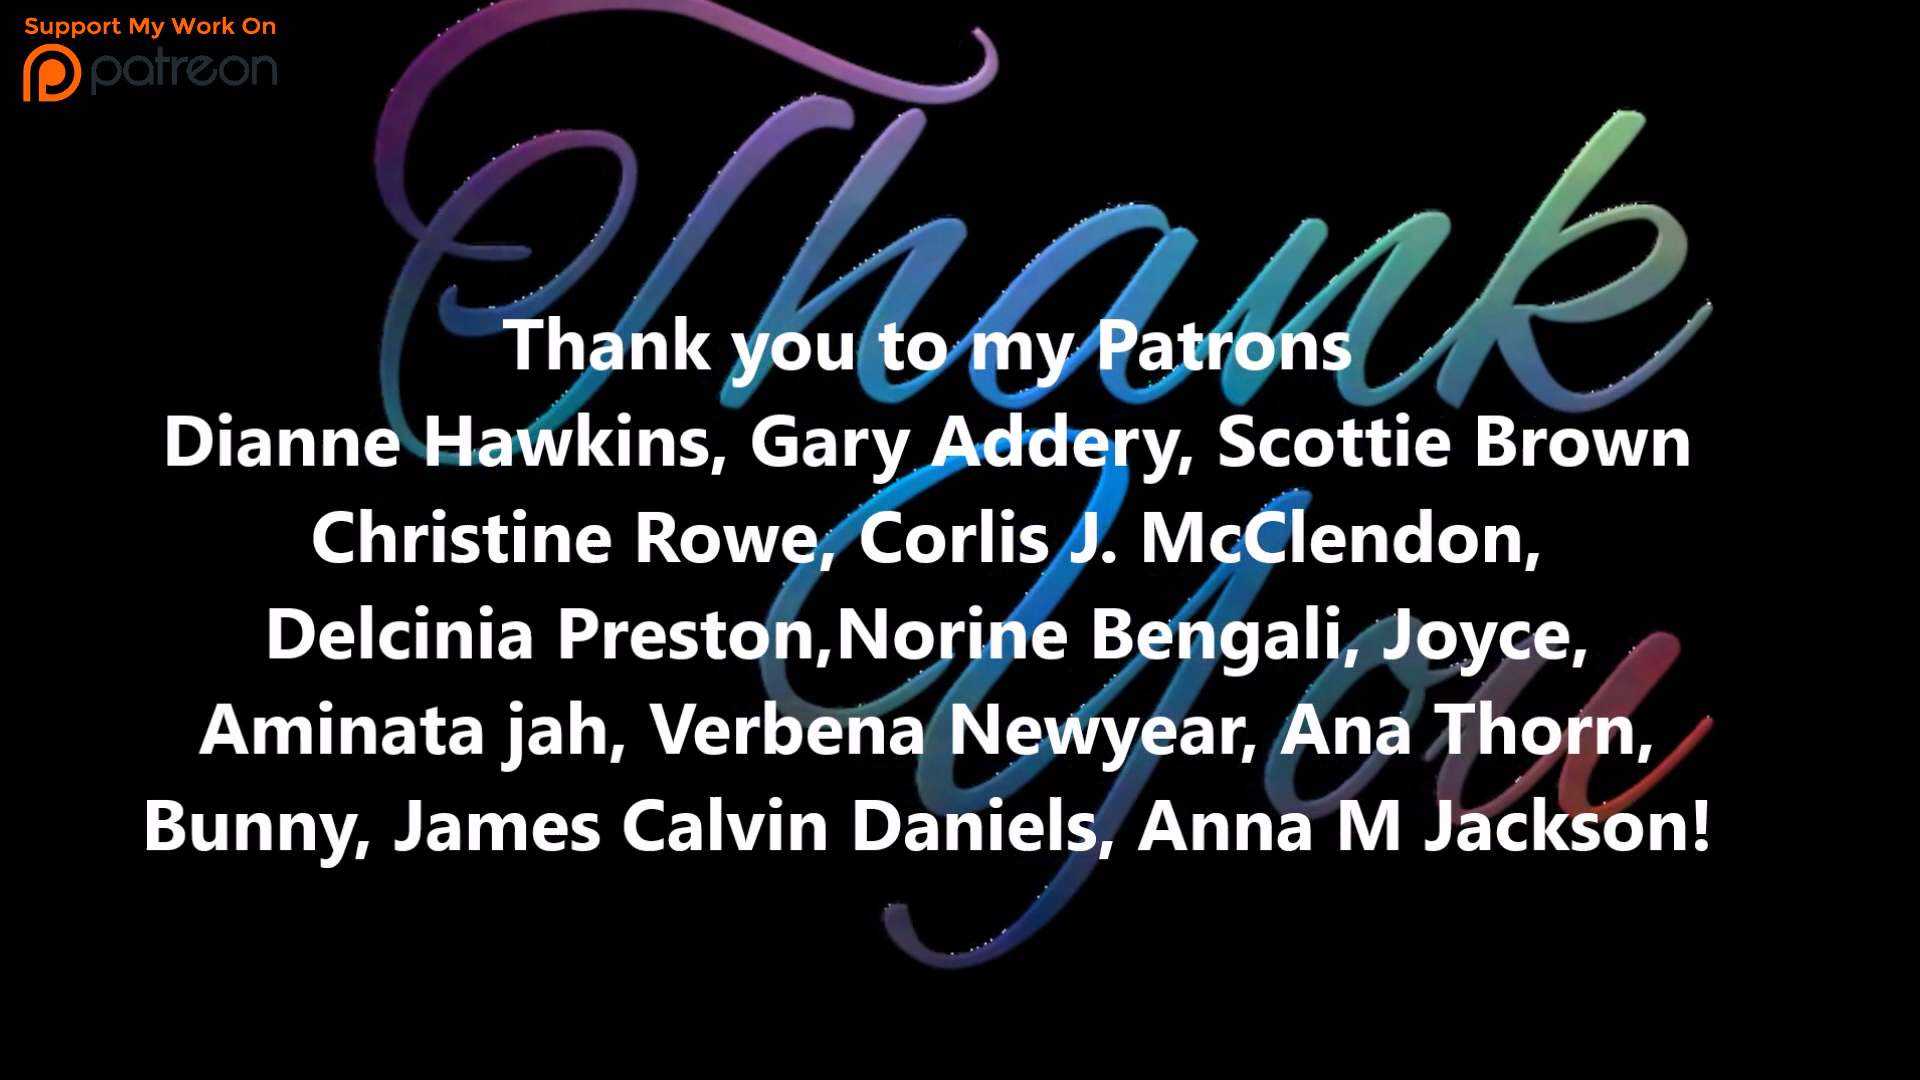 Support My Work On
patreon
Thank
You
Thank you to my Patrons
Dianne Hawkins, Gary Addery, Scottie Brown
Christine Rowe, Corlis J. McClendon,
Delcinia Preston,Norine Bengali, Joyce,
Aminata jah, Verbena Newyear, Ana Thorn,
Bunny, James Calvin Daniels, Anna M Jackson!